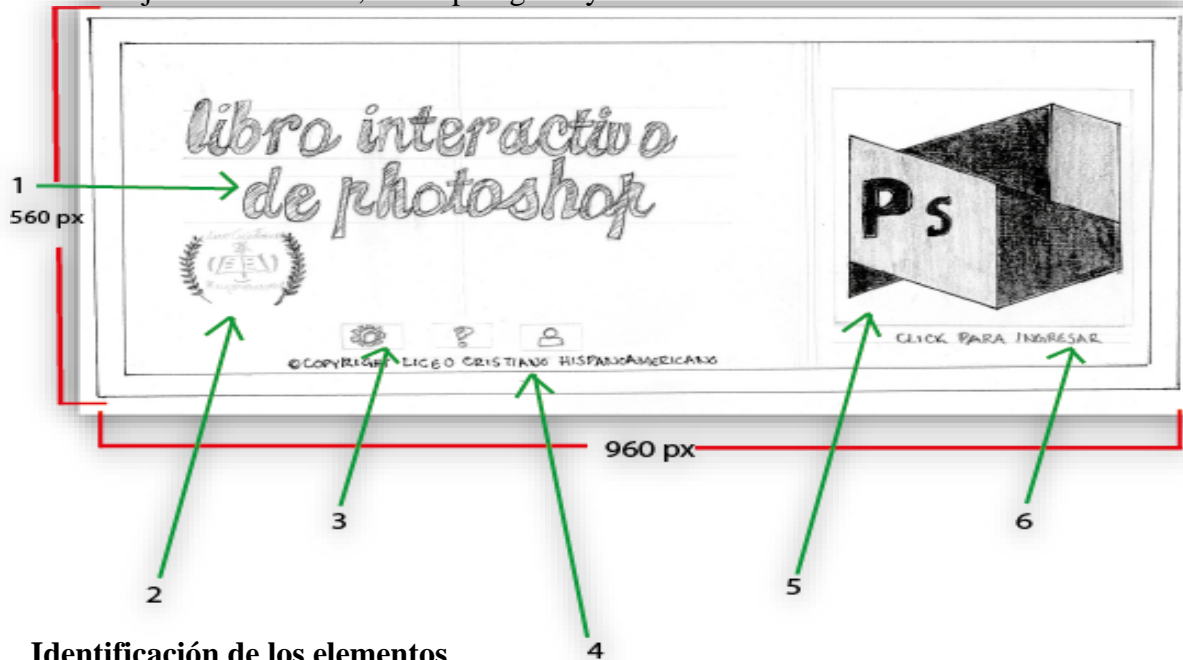 libro interactivo
de photoshop
1
560 px
Ps
CLICK PARA INGRESAR
©COPYRIGHT LICEO CRISTIANO HISPANOAMERICANO
960 px
3
6
2
5
4
Identificación de los elementos